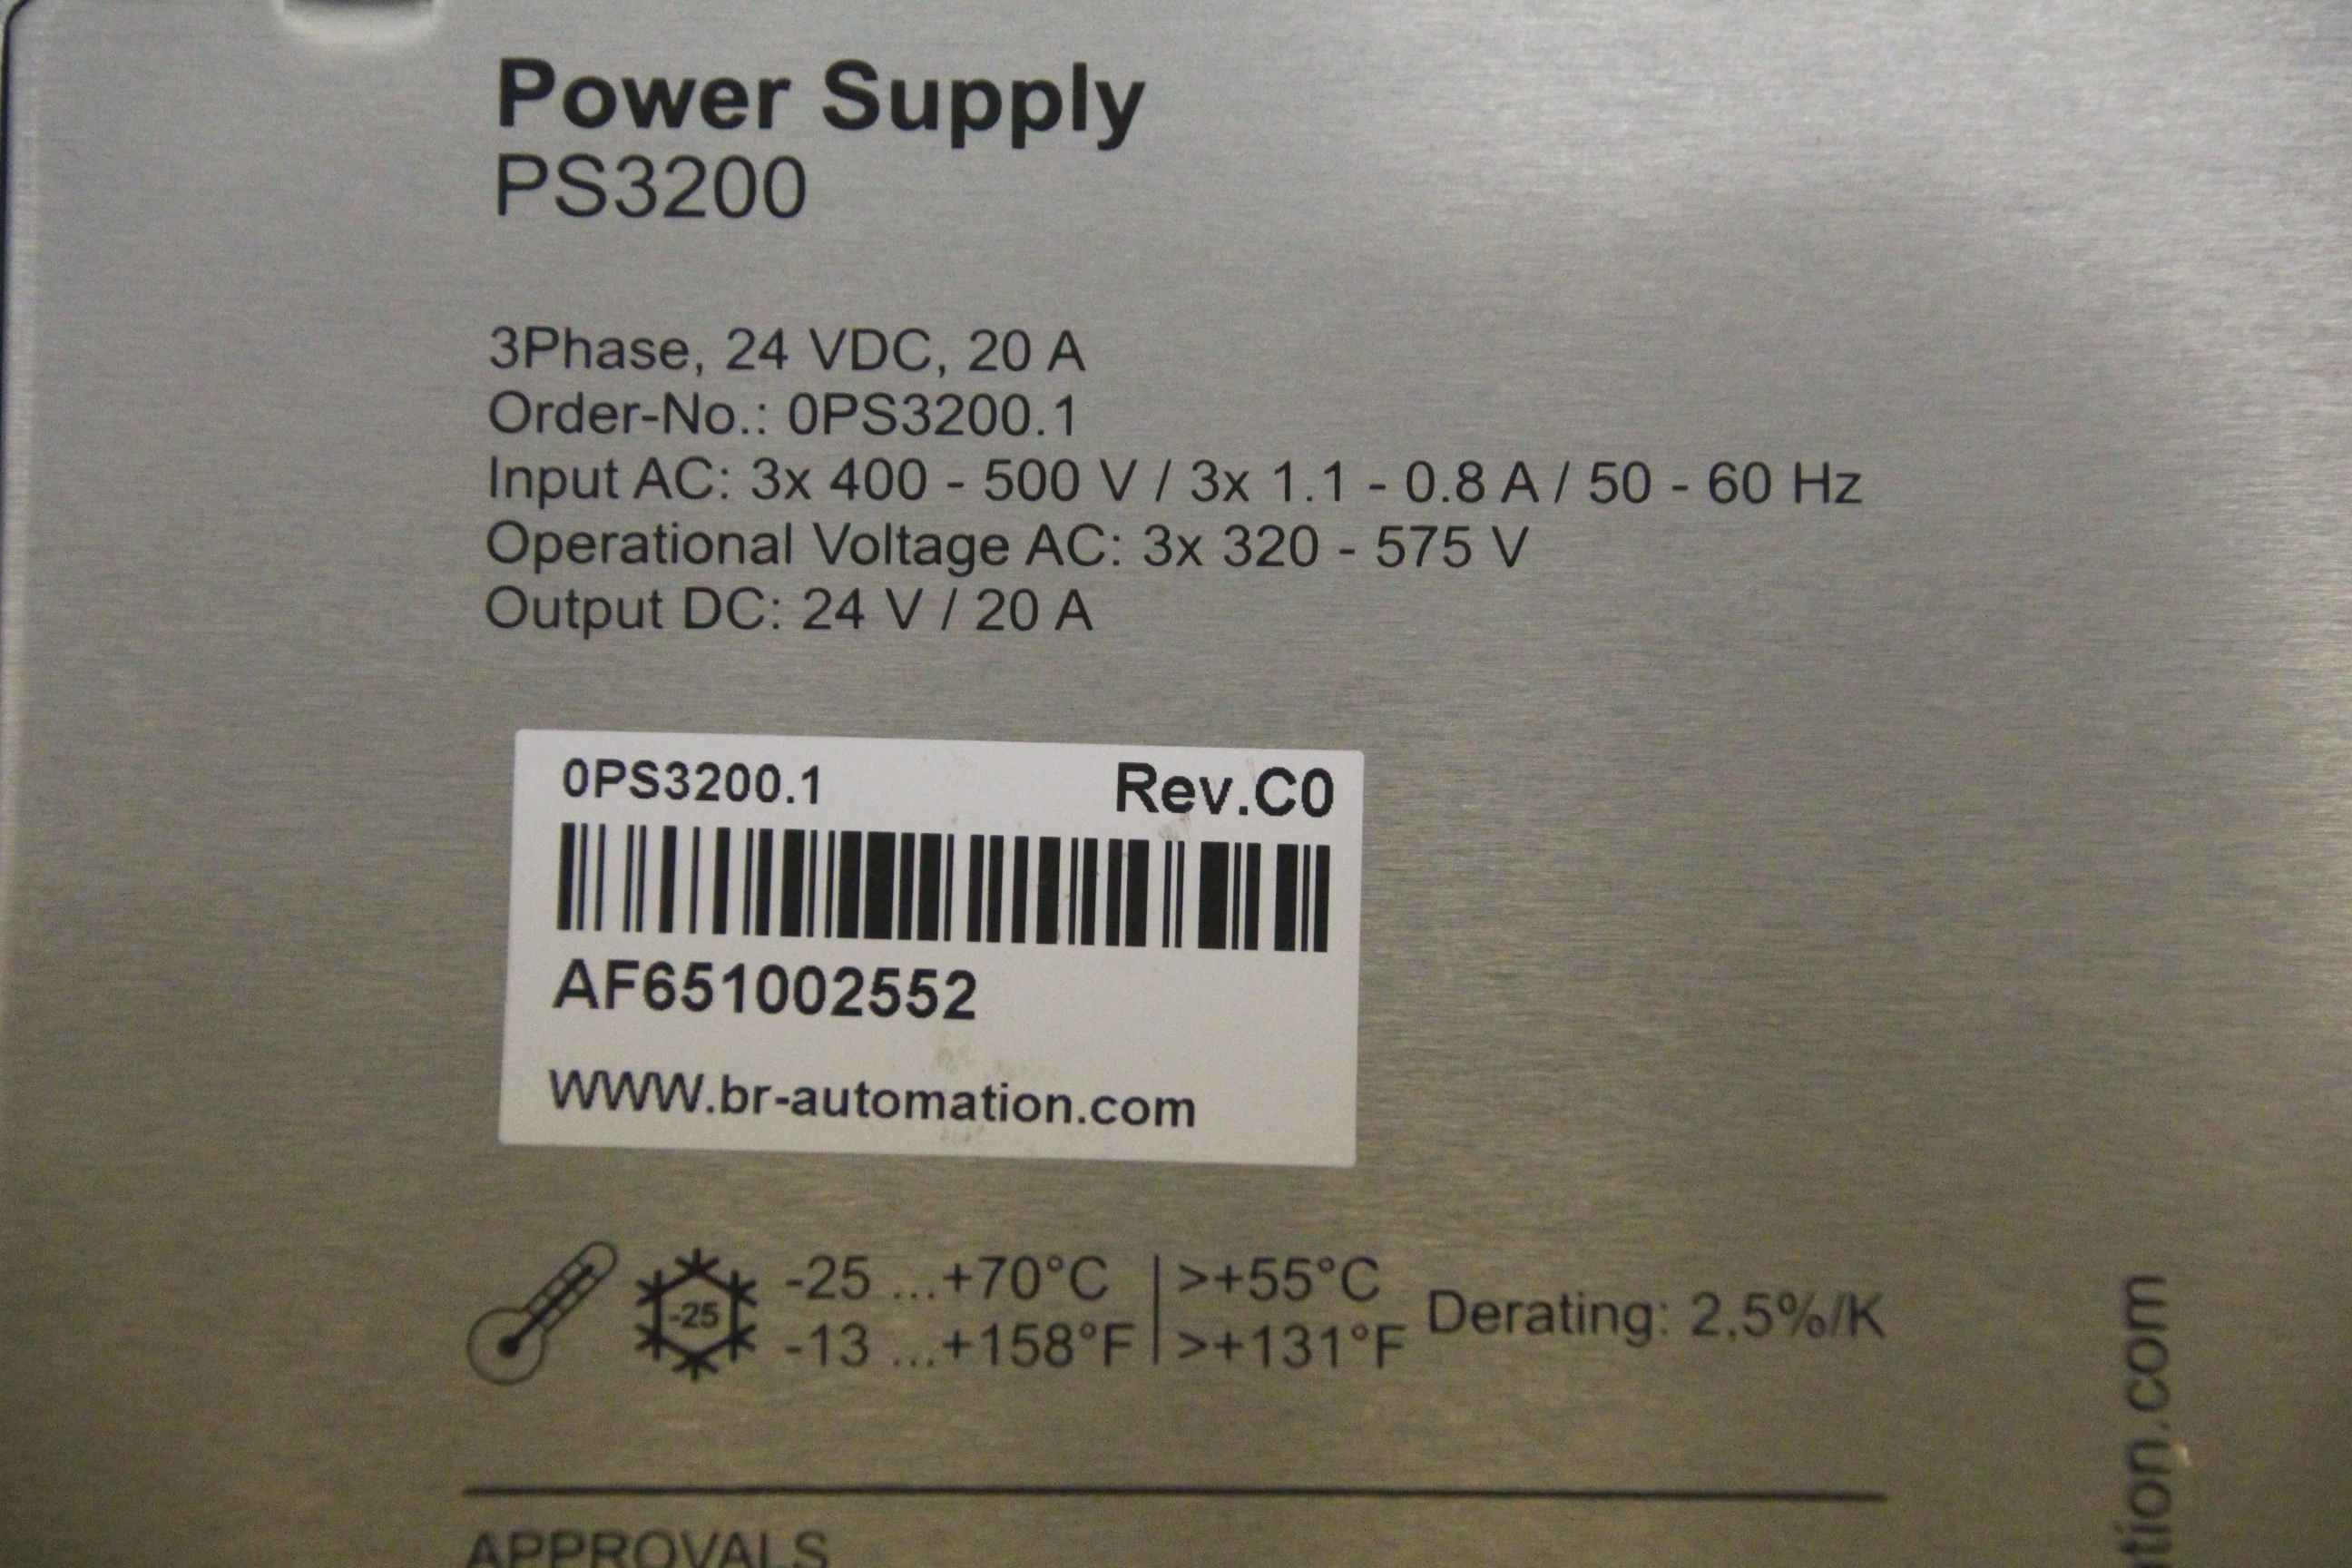 Power Supply
PS3200
3Phase, 24 VDC, 20 A
Order-No.: 0PS3200.1
Input AC: 3x 400 - 500 V / 3x 1.1 - 0.8 A / 50 - 60 Hz
Operational Voltage AC: 3x 320 - 575 V
Output DC: 24 V / 20 A
0PS3200.1 Rev.C0
AF651002552
WWW.br-automation.com
-25
-25 ...+70°C >+55°C
-13 ...+158°F >+131°F
Derating: 2,5%/K
APPROVALS
tion.com